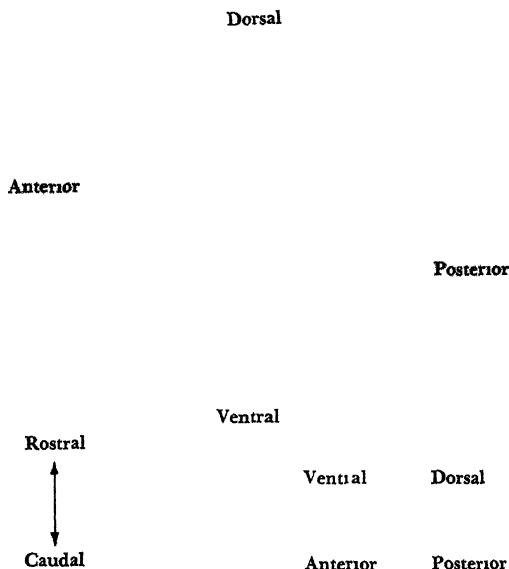 Dorsal
Anterior
Posterior
Ventral
Rostral
Ventral Dorsal
Caudal
Anterior Posterior